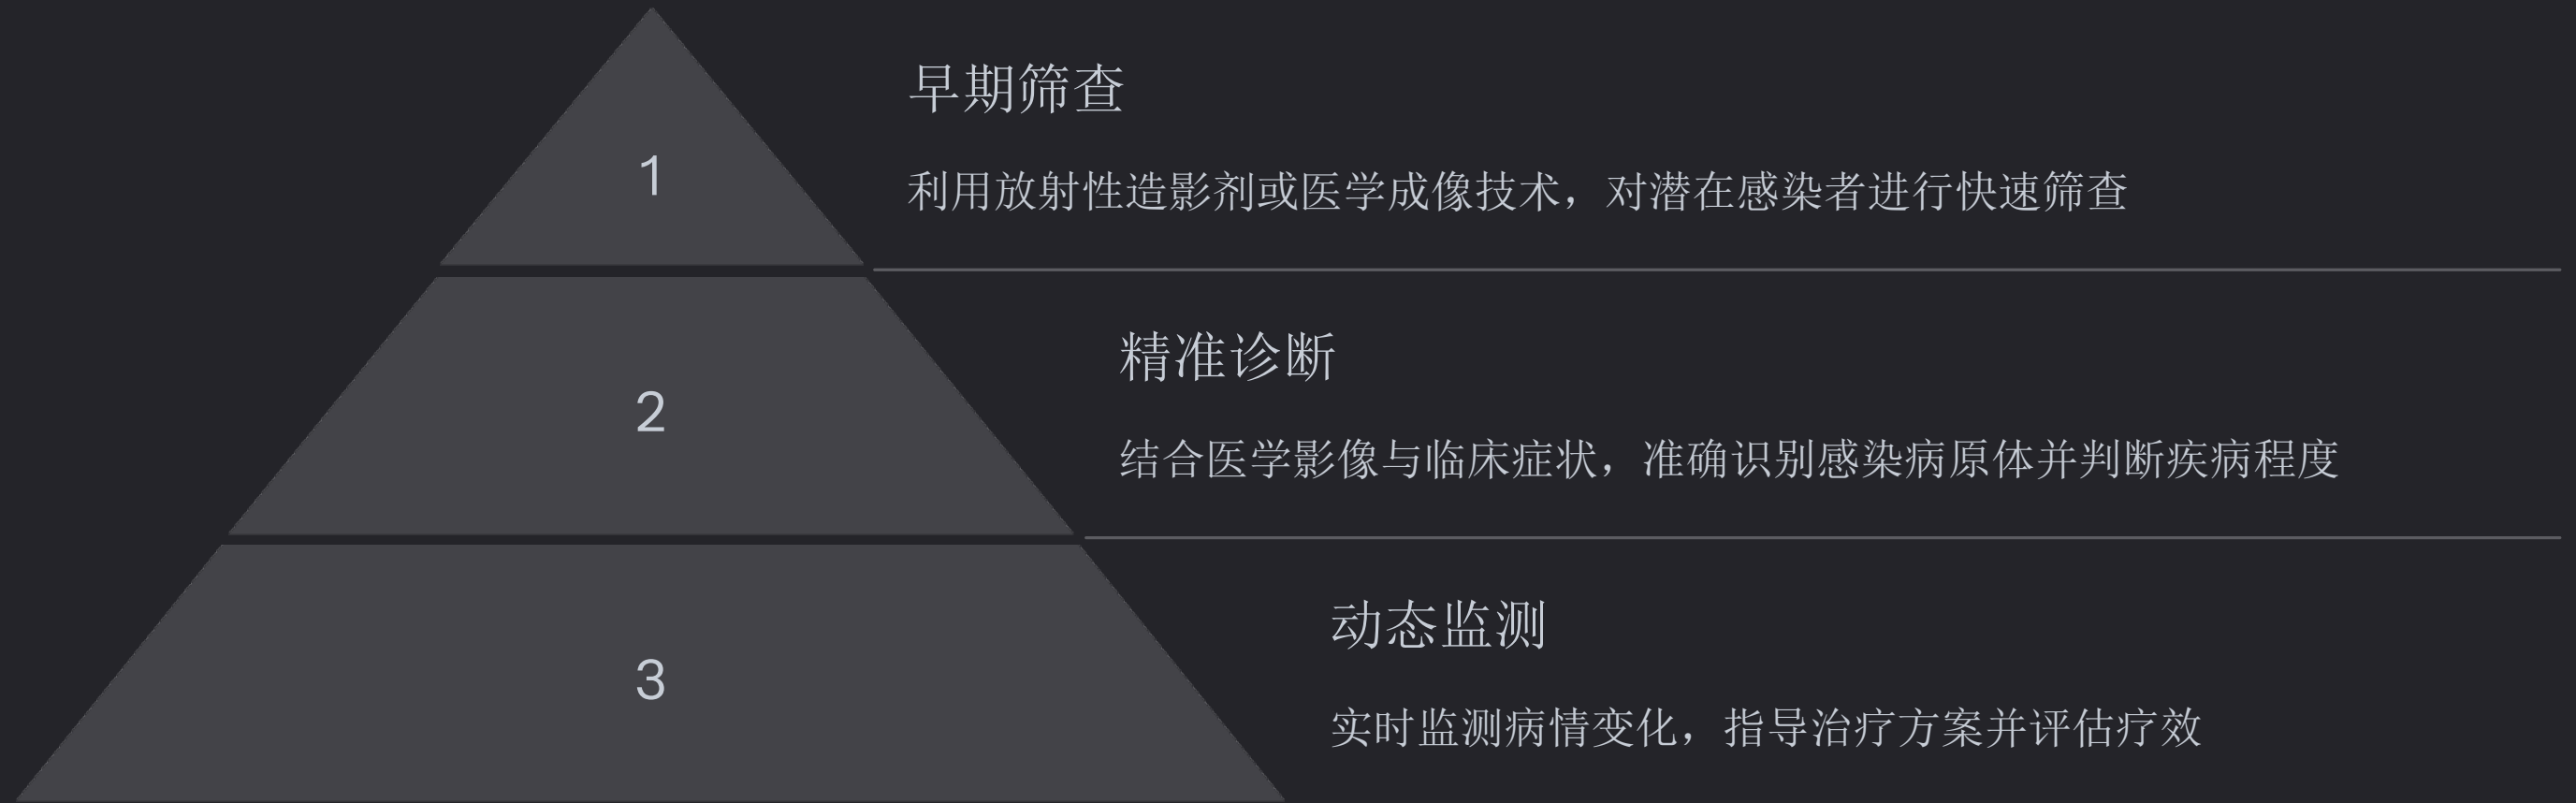 早期筛查
1
利用放射性造影剂或医学成像技术，对潜在感染者进行快速筛查
精准诊断
2
结合医学影像与临床症状，准确识别感染病原体并判断疾病程度
动态监测
3
实时监测病情变化，指导治疗方案并评估疗效